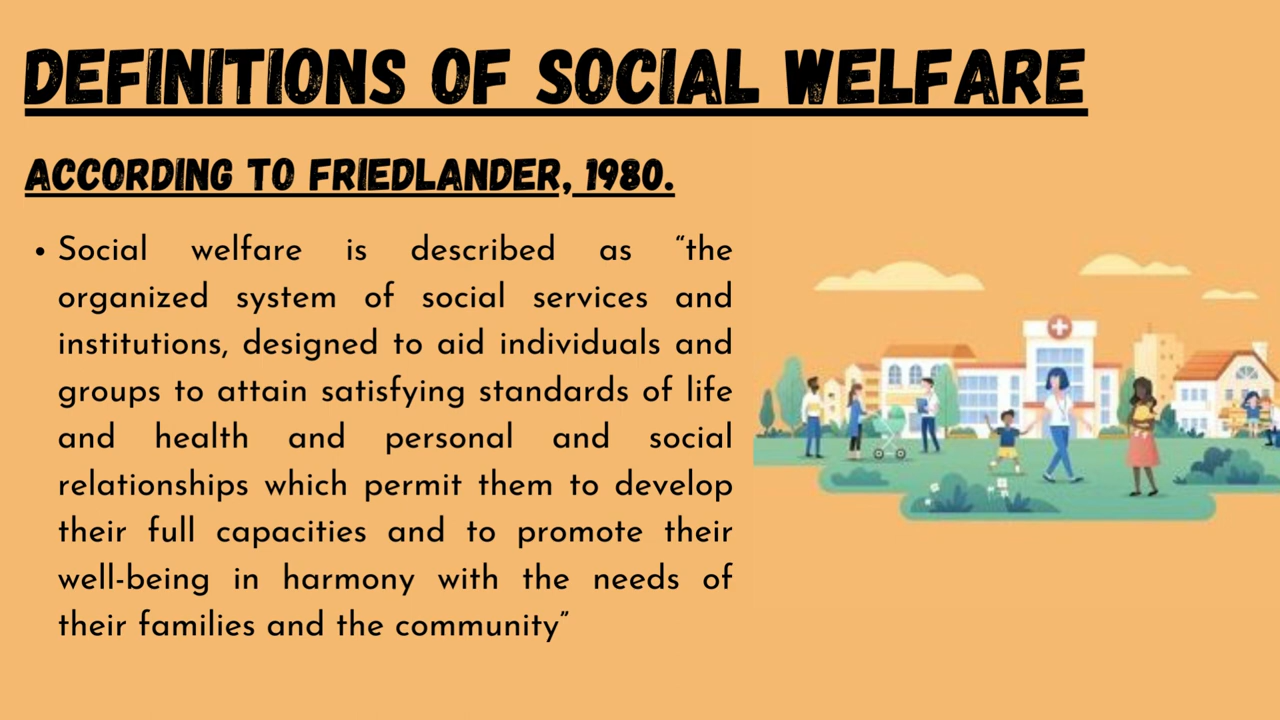 DEFINITIONS OF SOCIAL WELFARE
ACCORDING TO FRIEDLANDER, 1980.
• Social welfare is described as “the
organized system of social services and
institutions, designed to aid individuals and
groups to attain satisfying standards of life
and health and personal and social
relationships which permit them to develop
their full capacities and to promote their
well-being in harmony with the needs of
their families and the community”